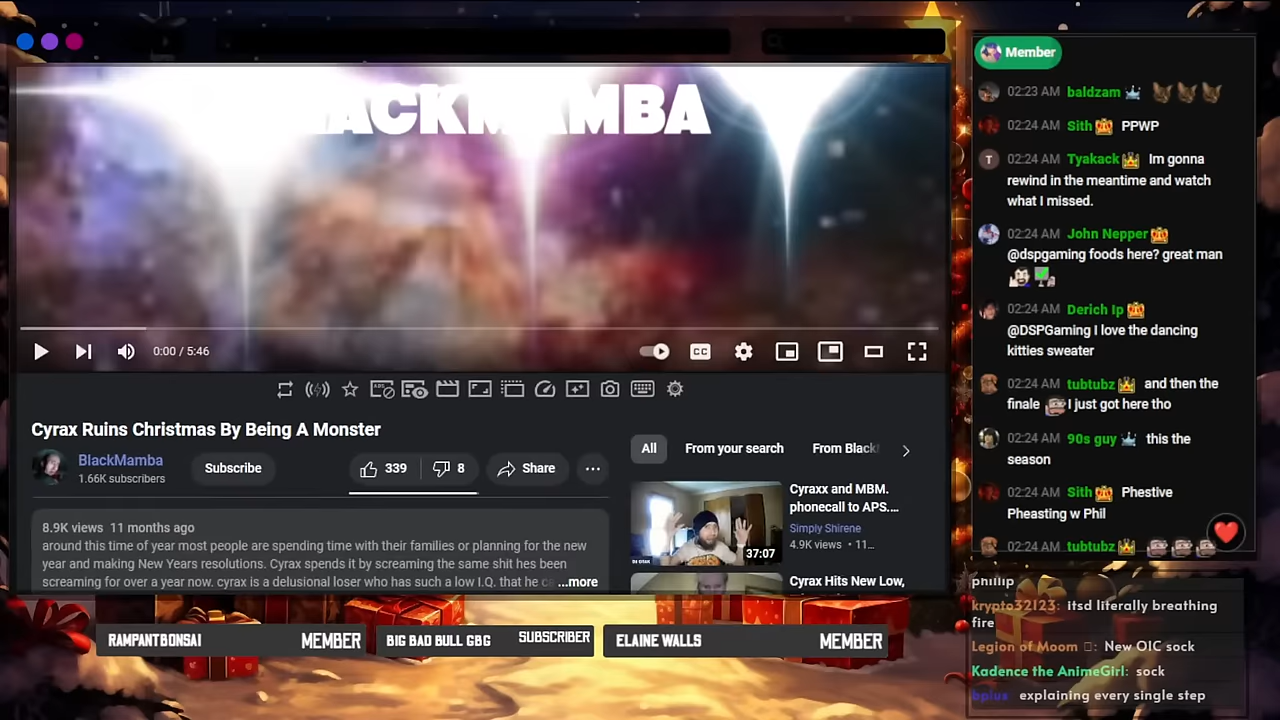 ACKMAMBA
0:00 / 5:46
CC
Cyrax Ruins Christmas By Being A Monster
BlackMamba
1.66K subscribers
Subscribe
339
8
Share
8.9K views 11 months ago
around this time of year most people are spending time with their families or planning for the new
year and making New Years resolutions. Cyrax spends it by screaming the same shit hes been
screaming for over a year now. cyrax is a delusional loser who has such a low I.Q. that he ca ...more
All
From your search
From Black
Cyraxx and MBM.
phonecall to APS....
Simply Shirene
4.9K views • 11...
37:07
Cyrax Hits New Low,
RAMPANTBONSAI
MEMBER
BIG BAD BULL GBG
SUBSCRIBER
ELAINE WALLS
MEMBER
Member
02:23 AM baldzam
02:24 AM Sith PPWP
T
02:24 AM Tyakack Im gonna
rewind in the meantime and watch
what I missed.
02:24 AM John Nepper
@dspgaming foods here? great man
02:24 AM Derich Ip
@DSPGaming I love the dancing
kitties sweater
02:24 AM tubtubz and then the
finale I just got here tho
02:24 AM 90s guy this the
season
02:24 AM Sith Phestive
Pheasting w Phil
02:24 AM tubtubz
phillip
krypto32123: itsd literally breathing
fire
Legion of Moom : New OIC sock
Kadence the AnimeGirl: sock
bpius explaining every single step